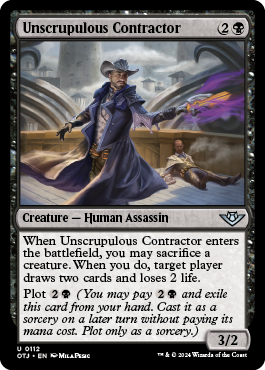 Unscrupulous Contractor 2
Creature — Human Assassin
When Unscrupulous Contractor enters
the battlefield, you may sacrifice a
creature. When you do, target player
draws two cards and loses 2 life.
Plot 2 (You may pay 2 and exile
this card from your hand. Cast it as a
sorcery on a later turn without paying its
mana cost. Plot only as a sorcery.)
3/2
U 0112
OTJ • EN MILA PESIC
™ & © 2024 Wizards of the Coast